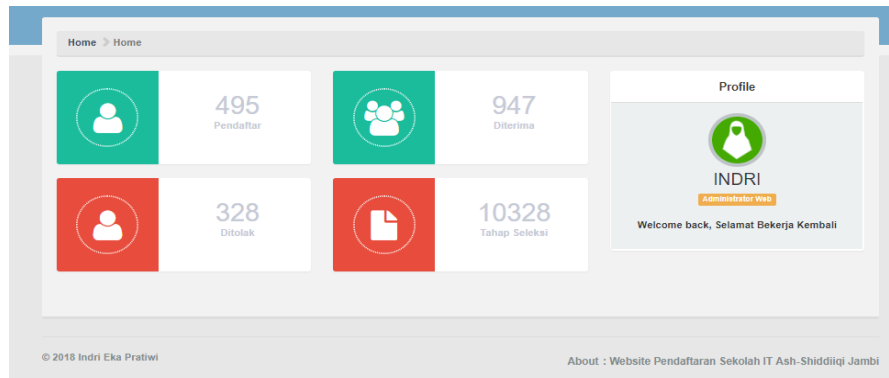 Home > Home
495
Pendaftar
947
Diterima
328
Ditolak
10328
Tahap Seleksi
Profile
INDRI
Administrator Web
Welcome back, Selamat Bekerja Kembali
© 2018 Indri Eka Pratiwi
About : Website Pendaftaran Sekolah IT Ash-Shiddiiqi Jambi